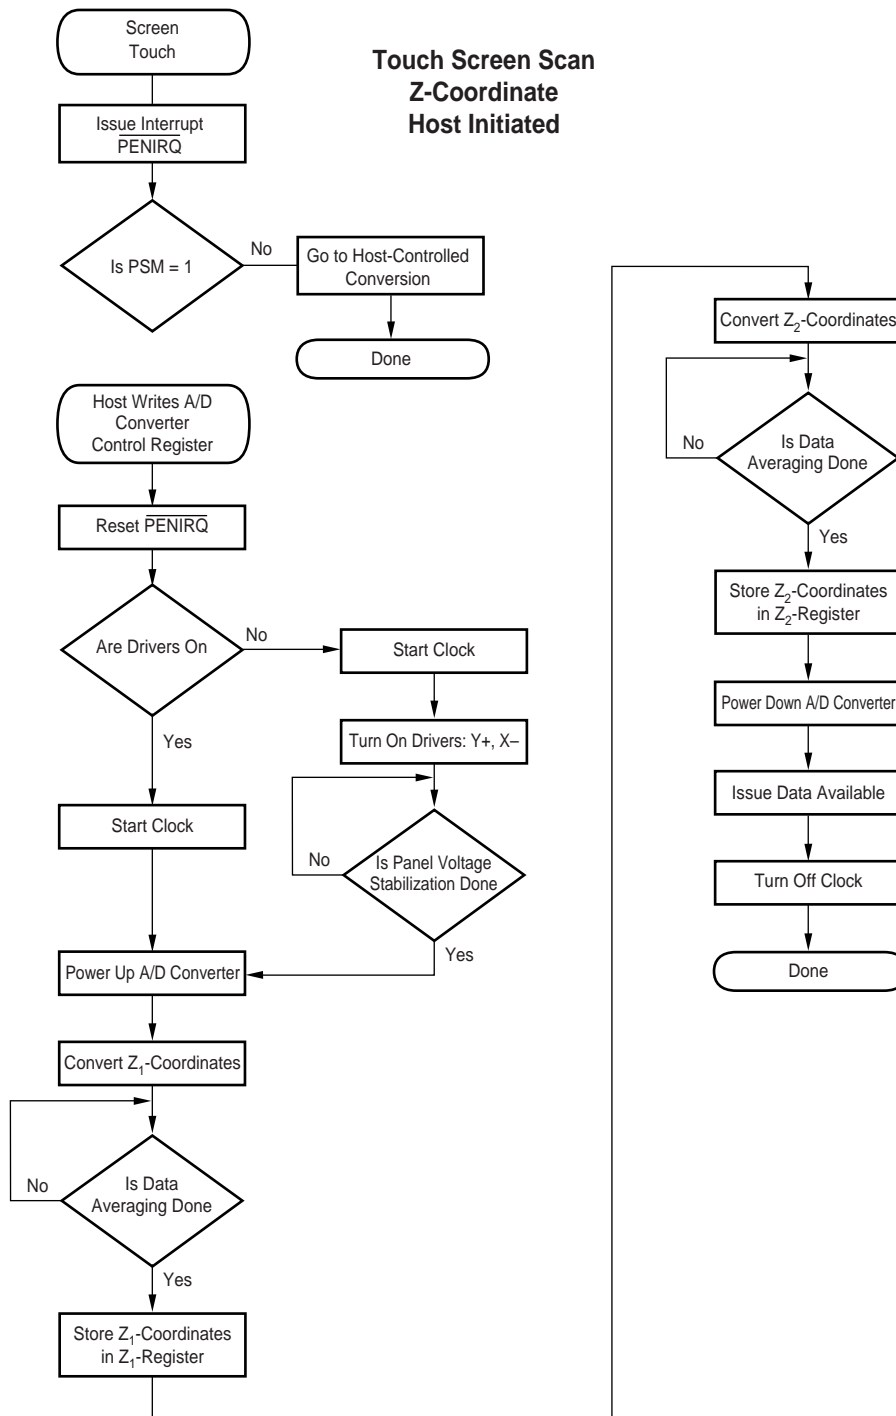 Screen
Touch
Touch Screen Scan
Z-Coordinate
Host Initiated
Issue Interrupt
PENIRQ
Is PSM = 1
No
Go to Host-Controlled
Conversion
Done
Host Writes A/D
Converter
Control Register
Reset PENIRQ
Are Drivers On
No
Start Clock
Turn On Drivers: Y+, X–
Is Panel Voltage
Stabilization Done
No
Yes
Yes
Start Clock
Power Up A/D Converter
Convert Z1-Coordinates
Is Data
Averaging Done
No
Yes
Store Z1-Coordinates
in Z1-Register
Convert Z2-Coordinates
Is Data
Averaging Done
No
Yes
Store Z2-Coordinates
in Z2-Register
Power Down A/D Converter
Issue Data Available
Turn Off Clock
Done